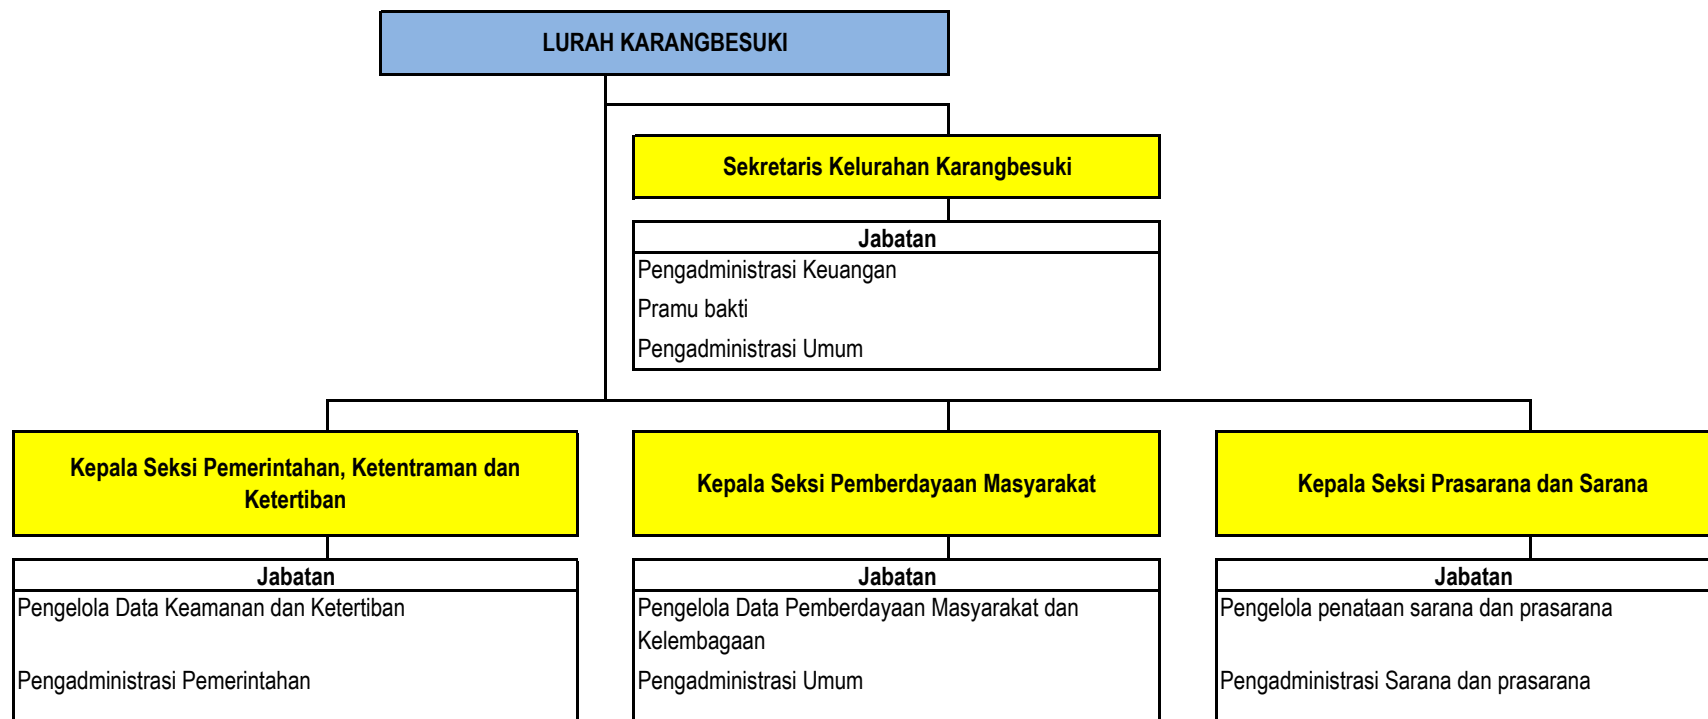 LURAH KARANGBESUKI
Sekretaris Kelurahan Karangbesuki
Jabatan
Pengadministrasi Keuangan
Pramu bakti
Pengadministrasi Umum
Kepala Seksi Pemerintahan, Ketentraman dan
Ketertiban
Jabatan
Pengelola Data Keamanan dan Ketertiban
Pengadministrasi Pemerintahan
Kepala Seksi Pemberdayaan Masyarakat
Jabatan
Pengelola Data Pemberdayaan Masyarakat dan
Kelembagaan
Pengadministrasi Umum
Kepala Seksi Prasarana dan Sarana
Jabatan
Pengelola penataan sarana dan prasarana
Pengadministrasi Sarana dan prasarana